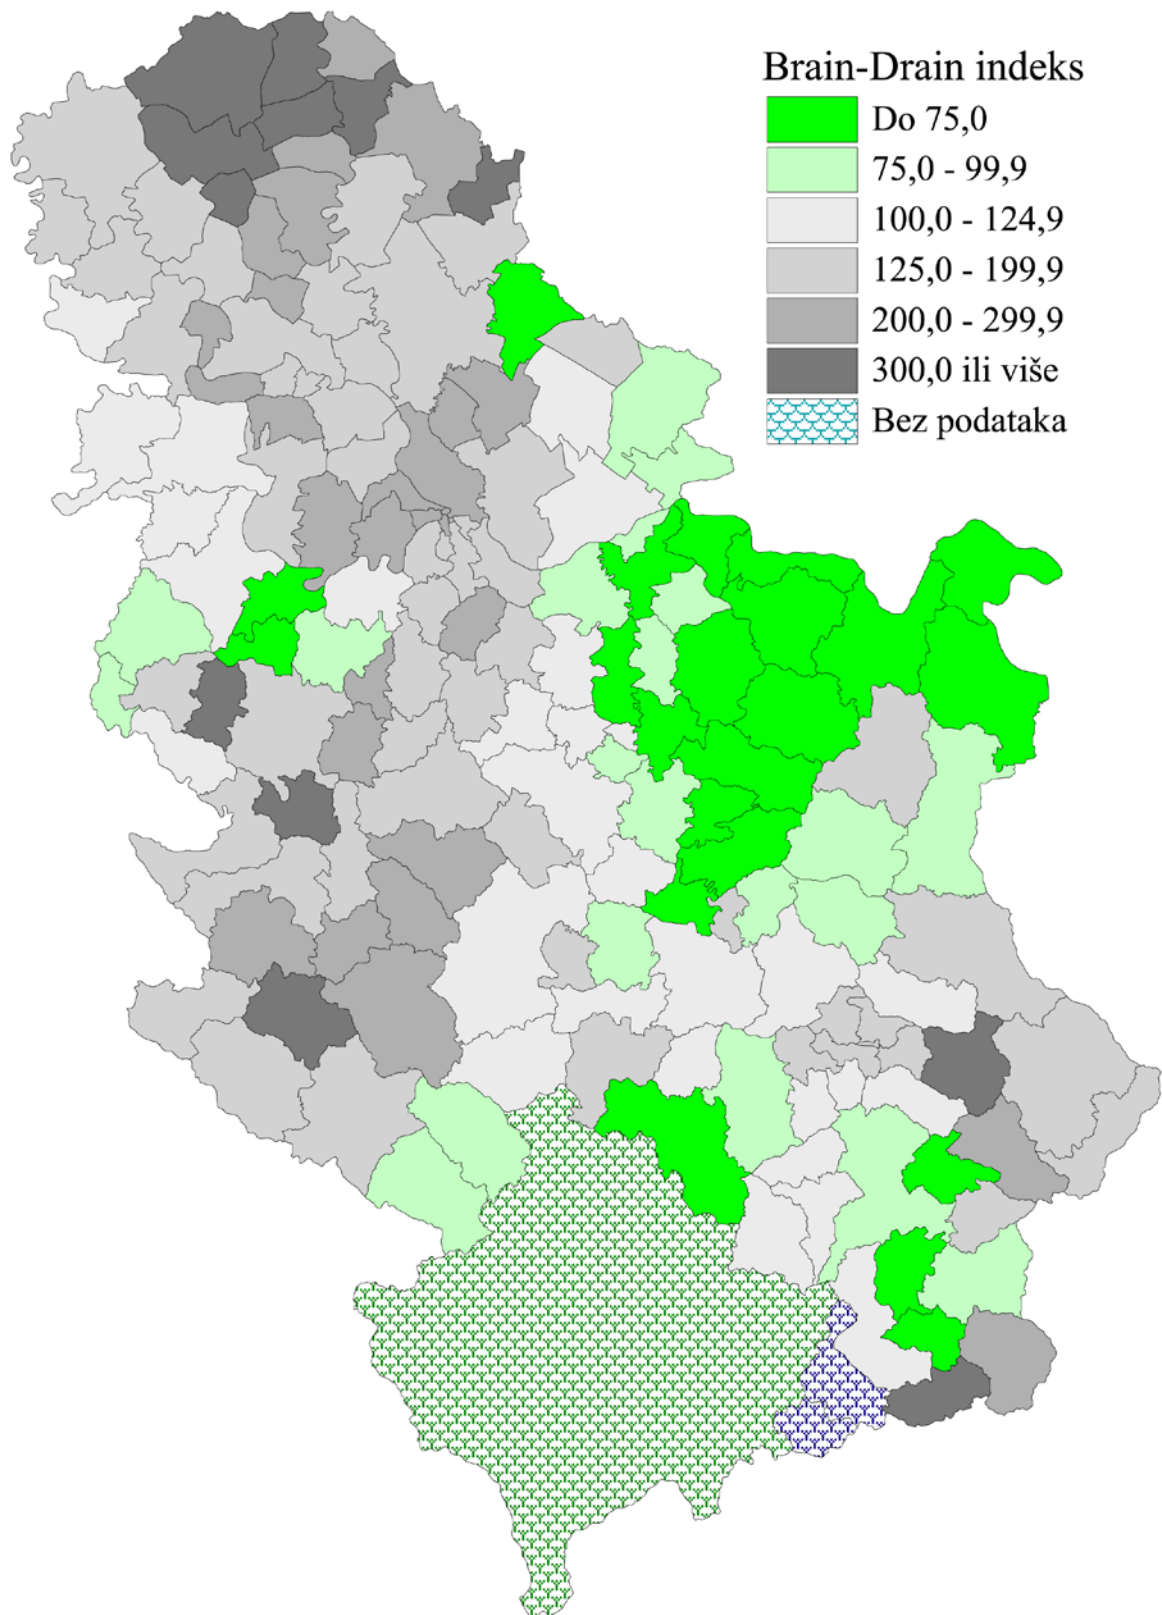 Brain-Drain indeks
Do 75,0
75,0 - 99,9
100,0 - 124,9
125,0 - 199,9
200,0 - 299,9
300,0 ili više
Bez podataka